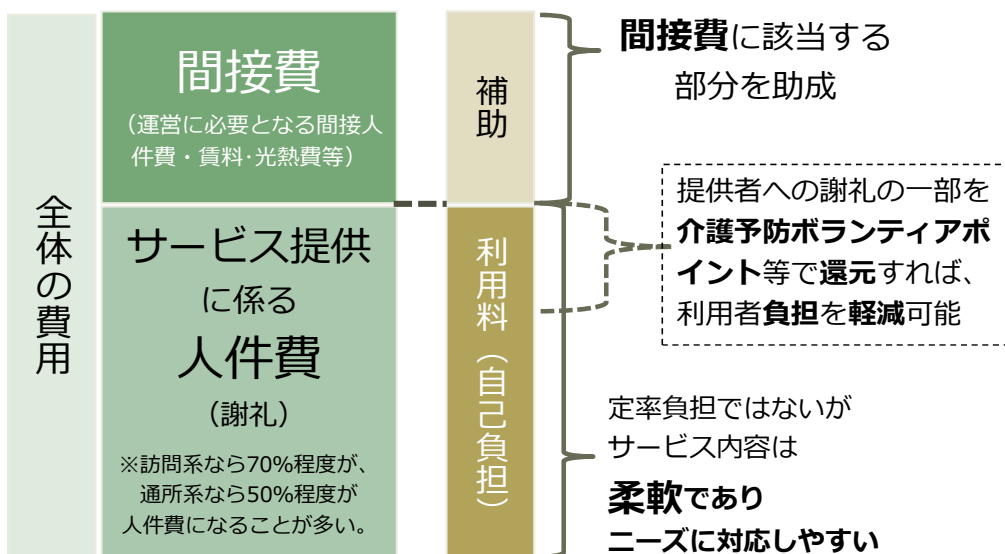 全体の費用
間接費
（運営に必要となる間接人
件費・賃料･光熱費等）
サービス提供
に係る
人件費
（謝礼）
※訪問系なら70%程度が、
通所系なら50%程度が
人件費になることが多い。
補助
利用料（自己負担）
間接費に該当する
部分を助成
提供者への謝礼の一部を
介護予防ボランティアポ
イント等で還元すれば、
利用者負担を軽減可能
定率負担ではないが
サービス内容は
柔軟であり
ニーズに対応しやすい